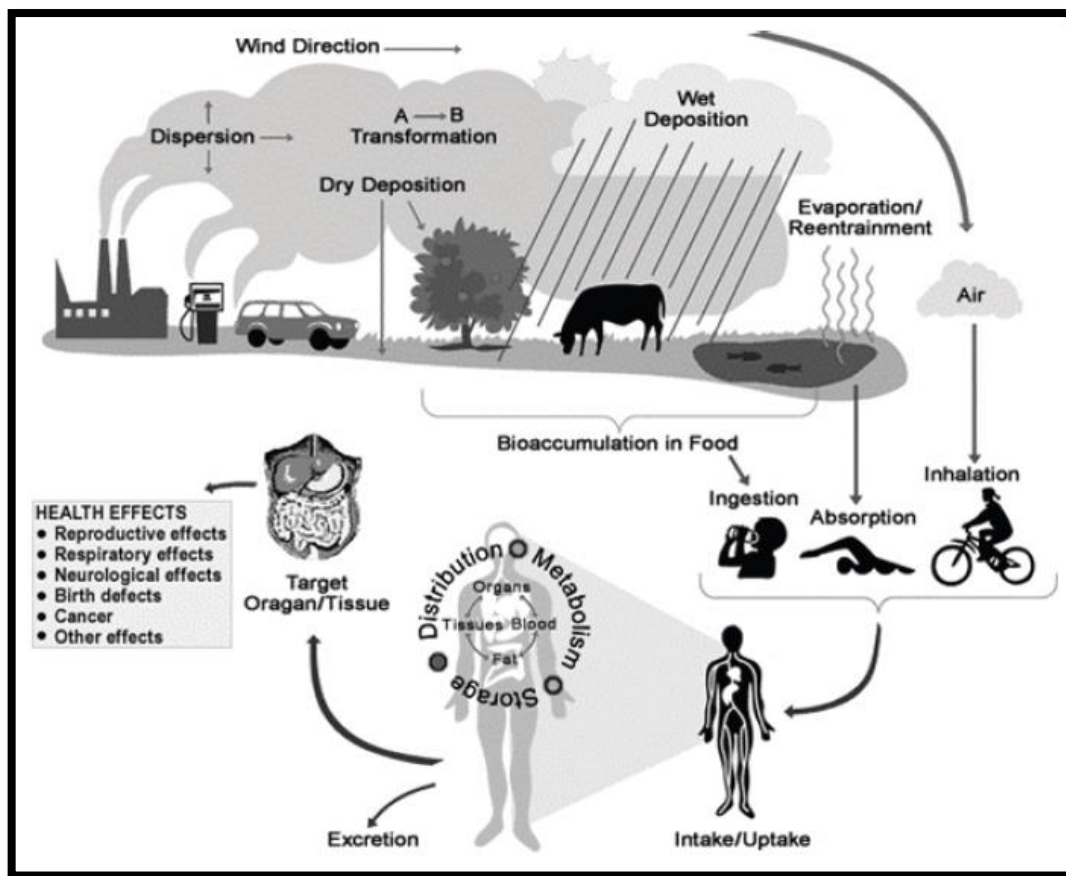 Wind Direction
Dispersion
A → B
Transformation
Wet
Deposition
Dry Deposition
Evaporation/
Reentrainment
Air
Bioaccumulation in Food
Ingestion
Absorption
Inhalation
HEALTH EFFECTS
● Reproductive effects
● Respiratory effects
● Neurological effects
● Birth defects
● Cancer
● Other effects
Target
Oragan/Tissue
Distribution
Metabolism
Storage
Organs
Tissues Blood
Fat
Excretion
Intake/Uptake